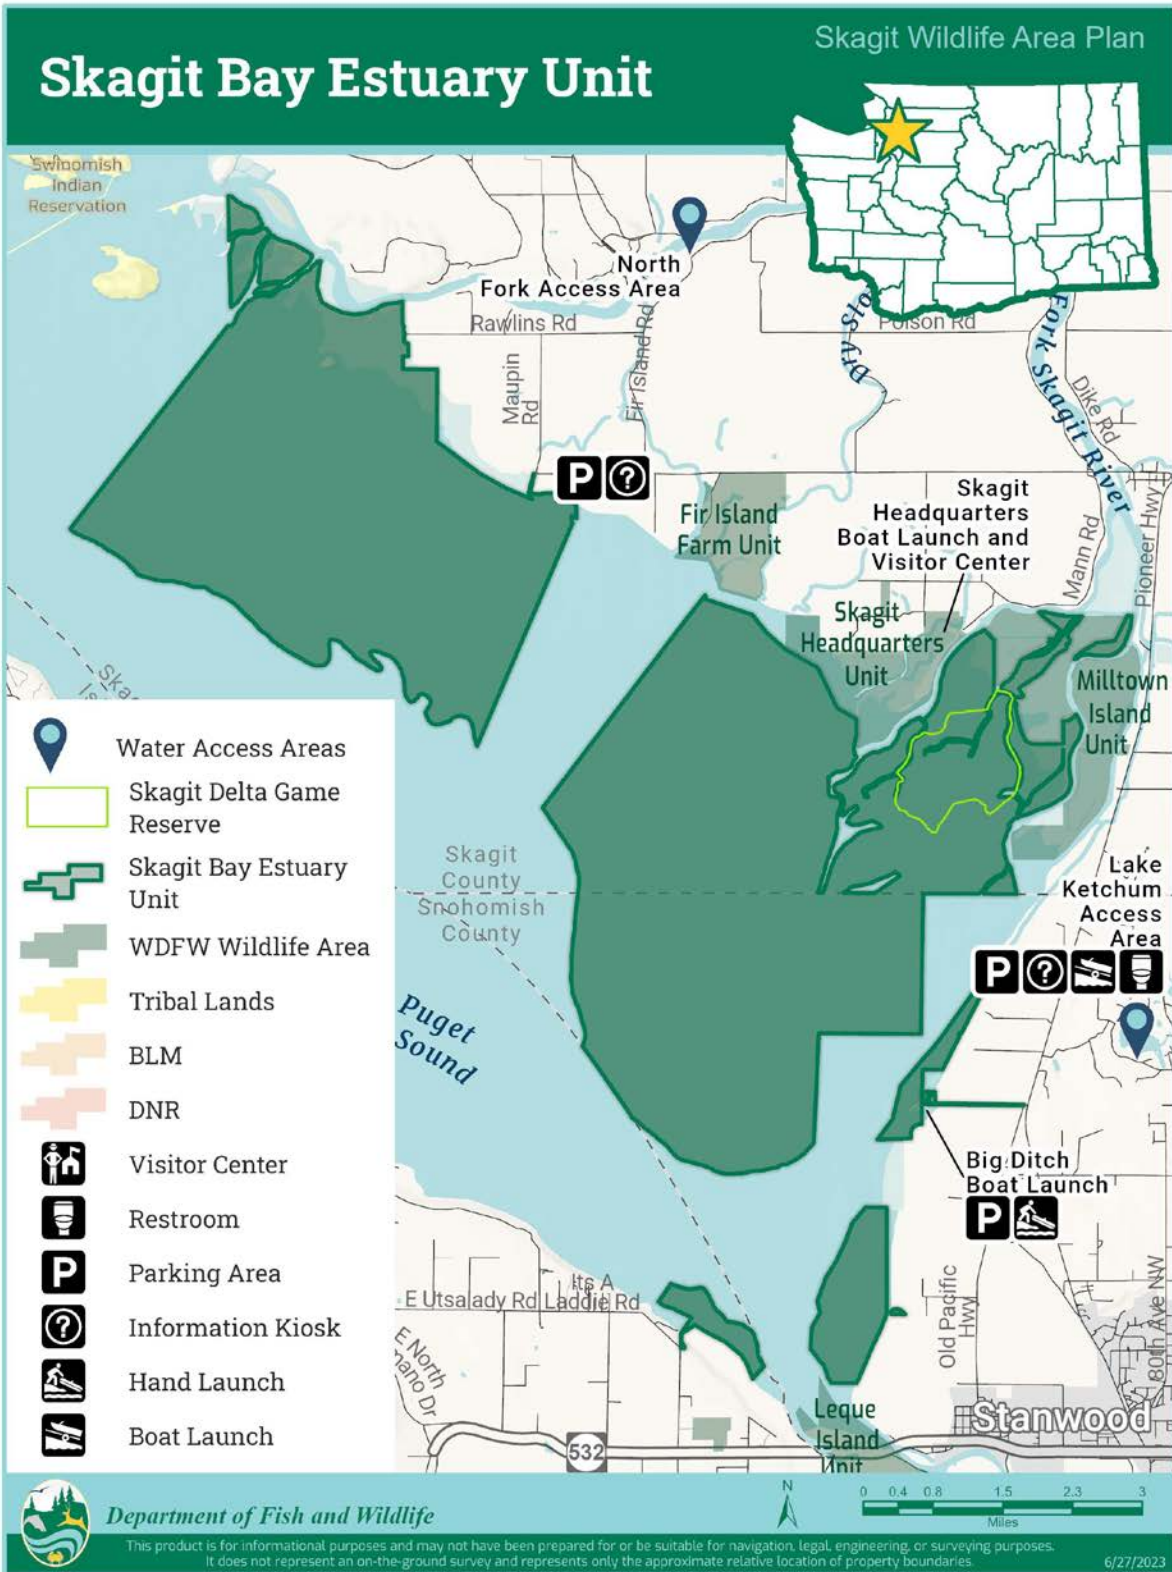 Skagit Wildlife Area Plan
Skagit Bay Estuary Unit
Swinomish
Indian
Reservation
North
Fork Access Area
Rawlins Rd
Maupin
Rd
Fir Island Rd
Dry Slo
Polson Rd
Fork Skagit River
Dike Rd
P
?
Fir Island
Farm Unit
Skagit
Headquarters
Boat Launch and
Visitor Center
Mann Rd
Pioneer Hwy
Skagit
Headquarters
Unit
Milltown
Island
Unit
Skagit
County
Snohomish
County
Puget
Sound
Lake
Ketchum
Access
Area
P
?
Big Ditch
Boat Launch
P
Its A
E Utsalady Rd Laddie Rd
E North
mano Dr
Old Pacific
Hwy
80th Ave NW
Leque
Island
Unit
Stanwood
532
Water Access Areas
Skagit Delta Game
Reserve
Skagit Bay Estuary
Unit
WDFW Wildlife Area
Tribal Lands
BLM
DNR
Visitor Center
Restroom
P
Parking Area
?
Information Kiosk
Hand Launch
Boat Launch
Department of Fish and Wildlife
N
0 0.4 0.8 1.5 2.3 3
Miles
This product is for informational purposes and may not have been prepared for or be suitable for navigation, legal, engineering, or surveying purposes.
It does not represent an on-the-ground survey and represents only the approximate relative location of property boundaries.
6/27/2023